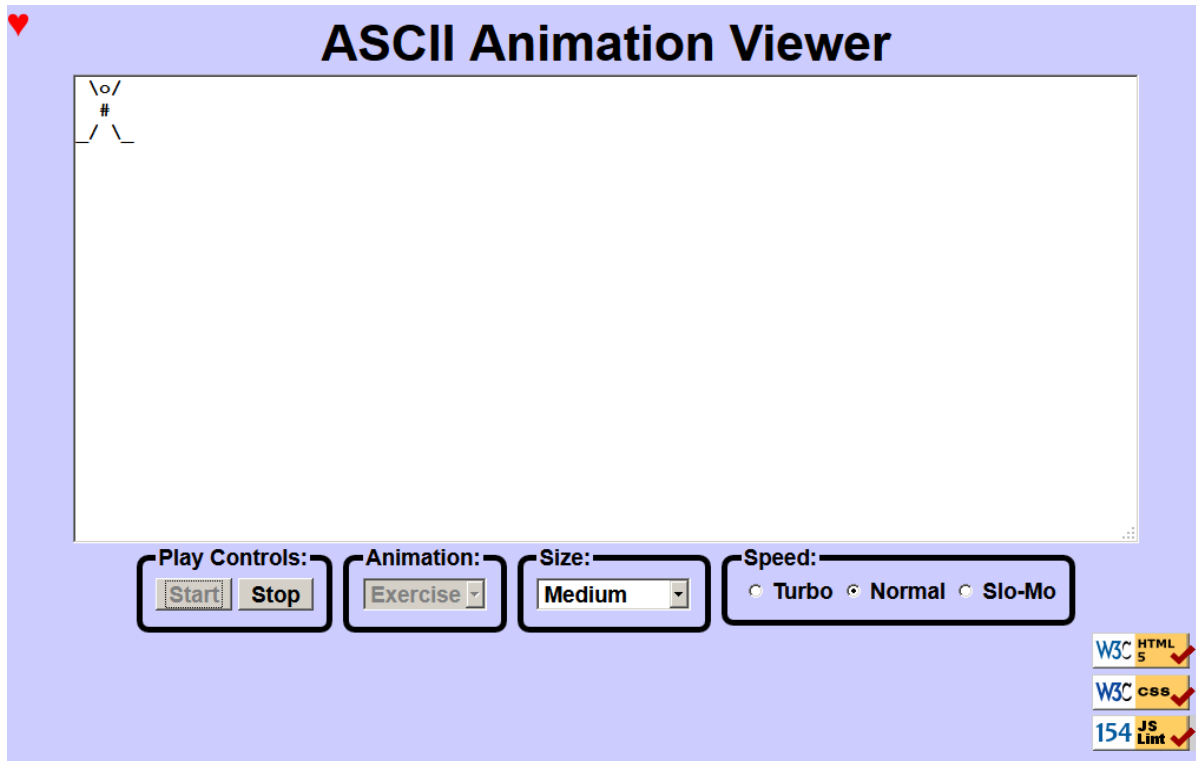 ♥
ASCII Animation Viewer
 \o/
  #
_/ \_
Play Controls: Animation: Size: Speed:
Start Stop Exercise Medium Turbo Normal Slo-Mo
W3C HTML 5
W3C css
154 JS Lint